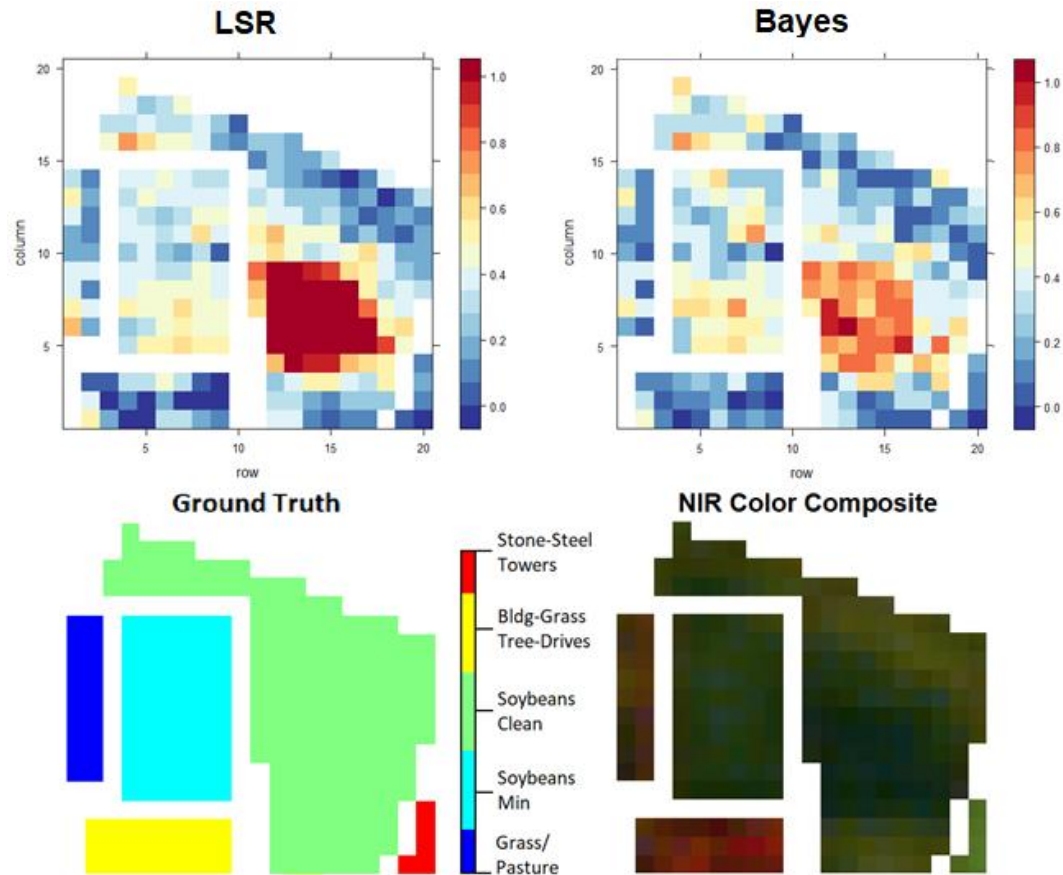 LSR
Bayes
20
15
10
5
column
5
10
15
20
row
1.0
0.8
0.6
0.4
0.2
0.0
20
15
10
5
column
5
10
15
20
row
1.0
0.8
0.6
0.4
0.2
0.0
Ground Truth
NIR Color Composite
Stone-Steel
Towers
Bldg-Grass
Tree-Drives
Soybeans
Clean
Soybeans
Min
Grass/
Pasture